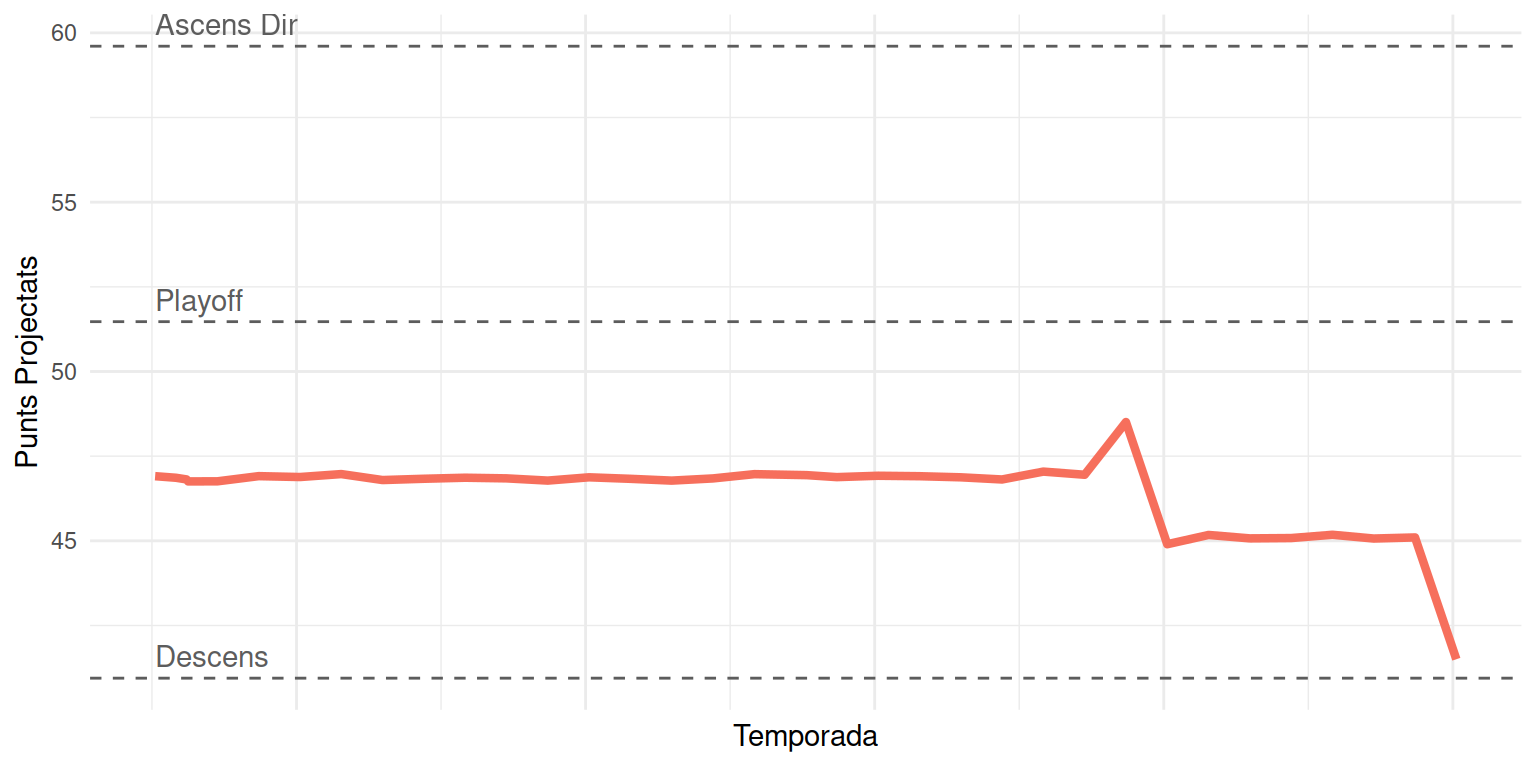 Ascens Dir
60
55
Playoff
50
45
Descens
Punts Projectats
Temporada